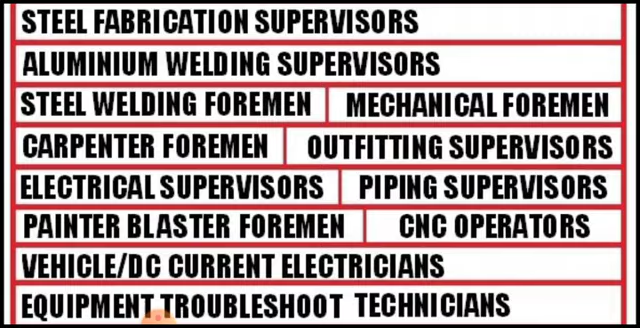 STEEL FABRICATION SUPERVISORS
ALUMINIUM WELDING SUPERVISORS
STEEL WELDING FOREMEN MECHANICAL FOREMEN
CARPENTER FOREMEN OUTFITTING SUPERVISORS
ELECTRICAL SUPERVISORS PIPING SUPERVISORS
PAINTER BLASTER FOREMEN CNC OPERATORS
VEHICLE/DC CURRENT ELECTRICIANS
EQUIPMENT TROUBLESHOOT TECHNICIANS